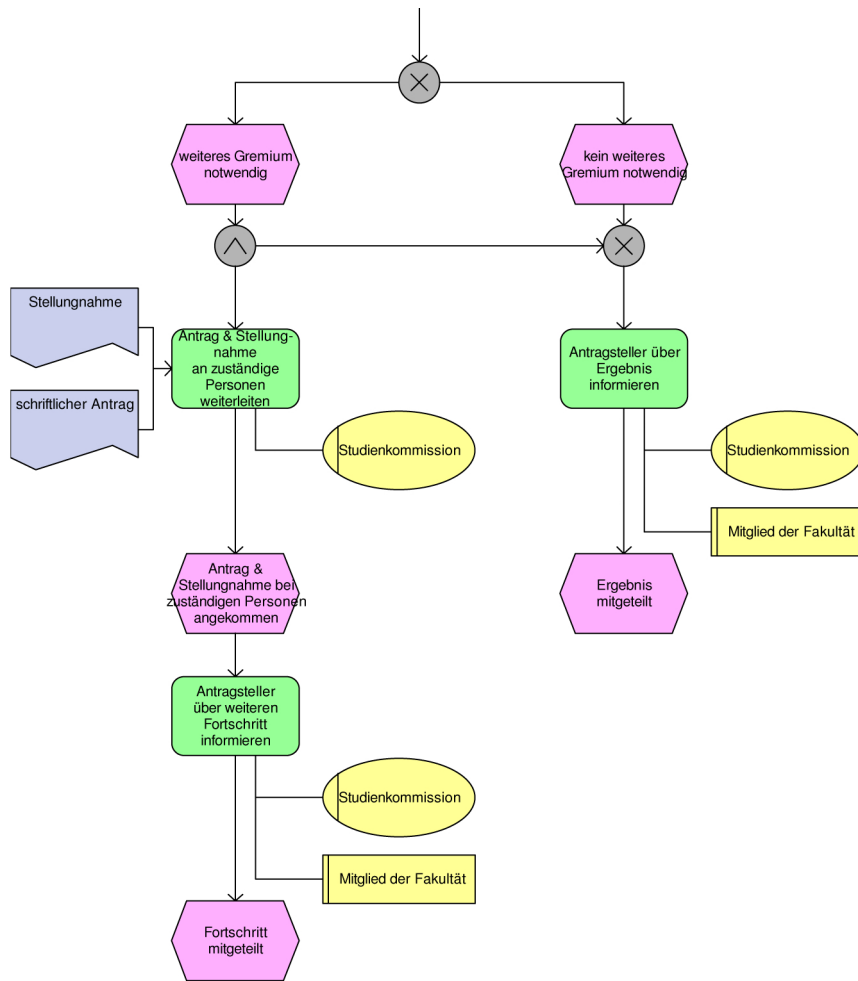 weiteres Gremium
notwendig
kein weiteres
Gremium notwendig
Stellungnahme
schriftlicher Antrag
Antrag & Stellung-
nahme
an zuständige
Personen
weiterleiten
Studienkommission
Antragsteller über
Ergebnis
informieren
Studienkommission
Mitglied der Fakultät
Antrag &
Stellungnahme bei
zuständigen Personen
angekommen
Ergebnis
mitgeteilt
Antragsteller
über weiteren
Fortschritt
informieren
Studienkommission
Mitglied der Fakultät
Fortschritt
mitgeteilt